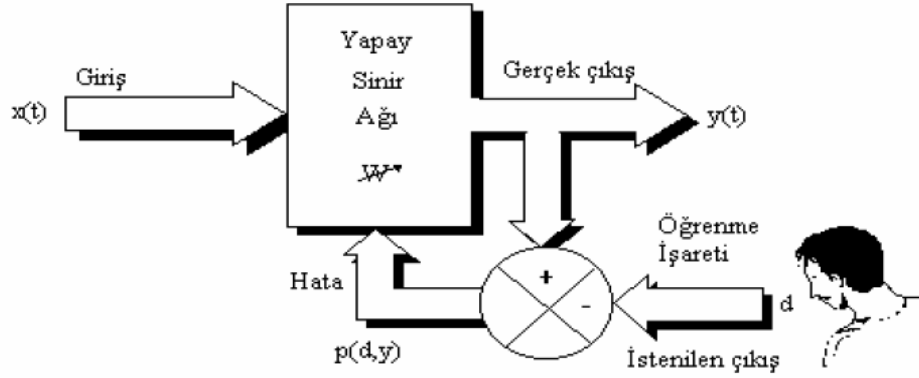 Yapay
Sinir
Ağı
W
Giriş
x(t)
Gerçek çıkış
y(t)
Öğrenme
İşareti
+
-
d
Hata
p(d,y)
İstenilen çıkış